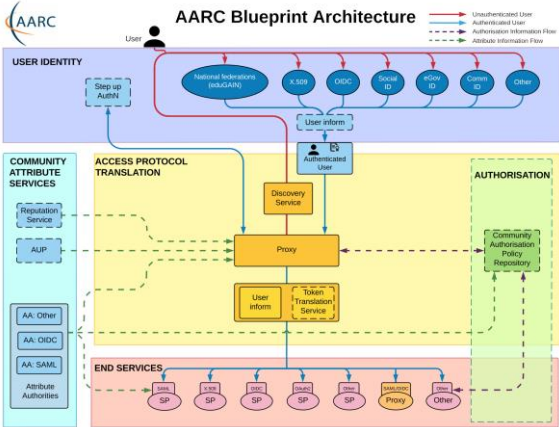 AARC
AARC Blueprint Architecture
Unauthenticated User
Authenticated User
Authorisation Information Flow
Attribute Information Flow
User
USER IDENTITY
National federations
(eduGAIN)
X.509
OIDC
Social
ID
eGov
ID
Comm
ID
Other
Step up
AuthN
User inform
Authenticated
User
COMMUNITY
ATTRIBUTE
SERVICES
ACCESS PROTOCOL
TRANSLATION
AUTHORISATION
Discovery
Service
Reputation
Service
AUP
Proxy
Community
Authorisation
Policy
Repository
User
inform
Token
Translation
Service
AA: Other
AA: OIDC
AA: SAML
Attribute
Authorities
END SERVICES
SAML
SP
X.509
SP
OIDC
SP
OAuth2
SP
Other
SP
SAML/OIDC
Proxy
Other
Other